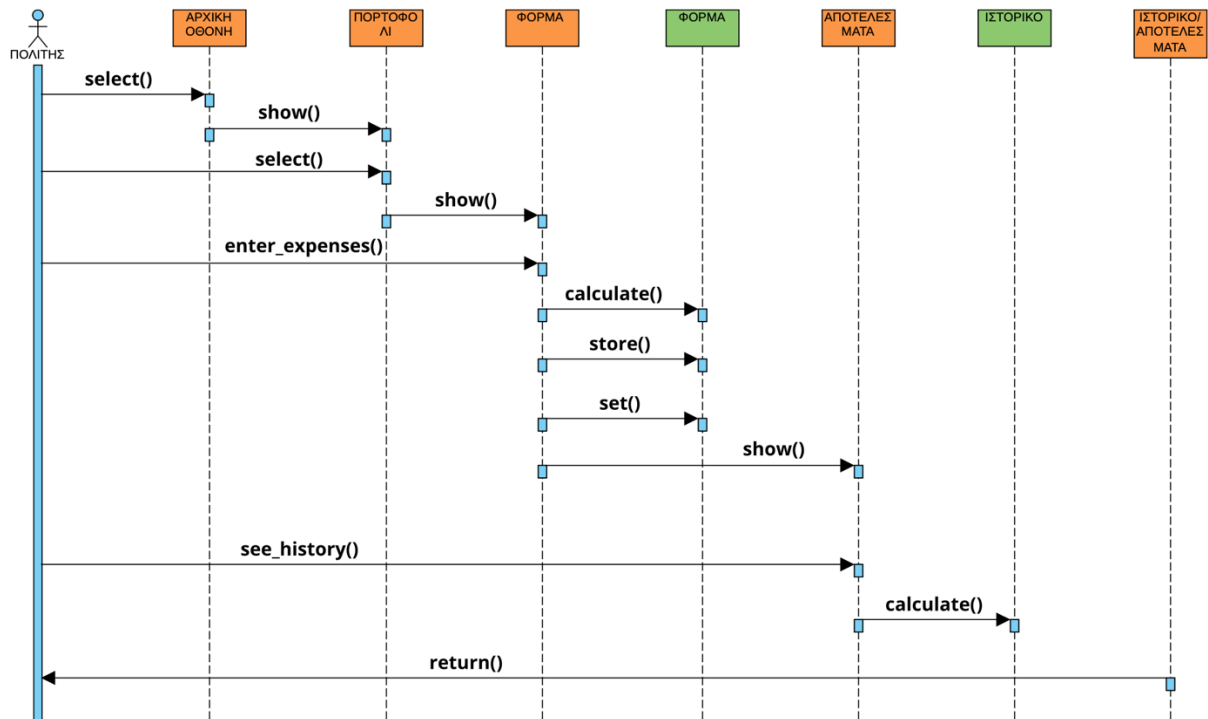 ΑΡΧΙΚΗ
ΟΘΟΝΗ
ΠΟΡΤΟΦΟ
ΛΙ
ΦΟΡΜΑ
ΦΟΡΜΑ
ΑΠΟΤΕΛΕΣ
ΜΑΤΑ
ΙΣΤΟΡΙΚΟ
ΙΣΤΟΡΙΚΟ/
ΑΠΟΤΕΛΕΣ
ΜΑΤΑ
ΠΟΛΙΤΗΣ
select()
show()
select()
show()
enter_expenses()
calculate()
store()
set()
show()
see_history()
calculate()
return()